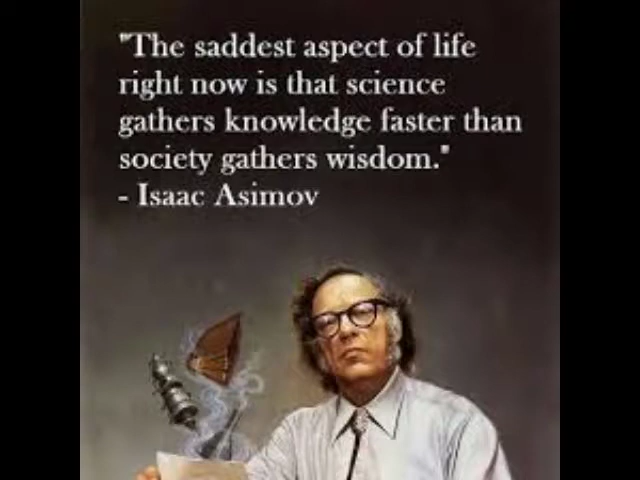 "The saddest aspect of life
right now is that science
gathers knowledge faster than
society gathers wisdom."
- Isaac Asimov